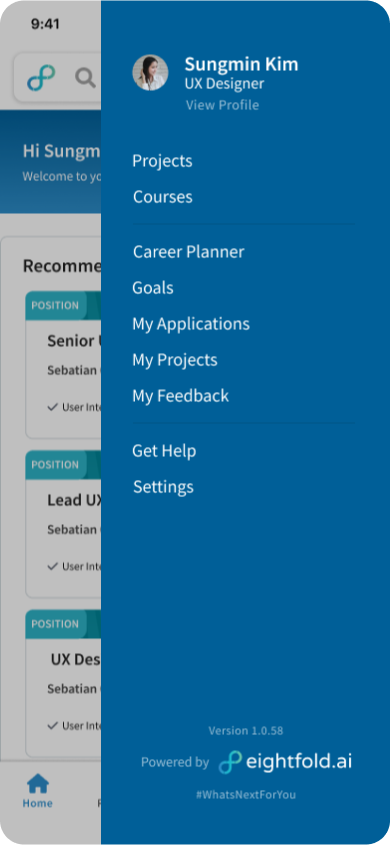 9:41
Sungmin Kim
UX Designer
View Profile
Hi Sungm
Welcome to
Projects
Courses
Recomme
Career Planner
Goals
My Applications
My Projects
My Feedback
Get Help
Settings
POSITION
Senior
Sebatian
User Inte
POSITION
Lead UX
Sebatian
User Inte
POSITION
UX Des
Sebatian
User Inte
Home
Version 1.0.58
Powered by eightfold.ai
#WhatsNextForYou